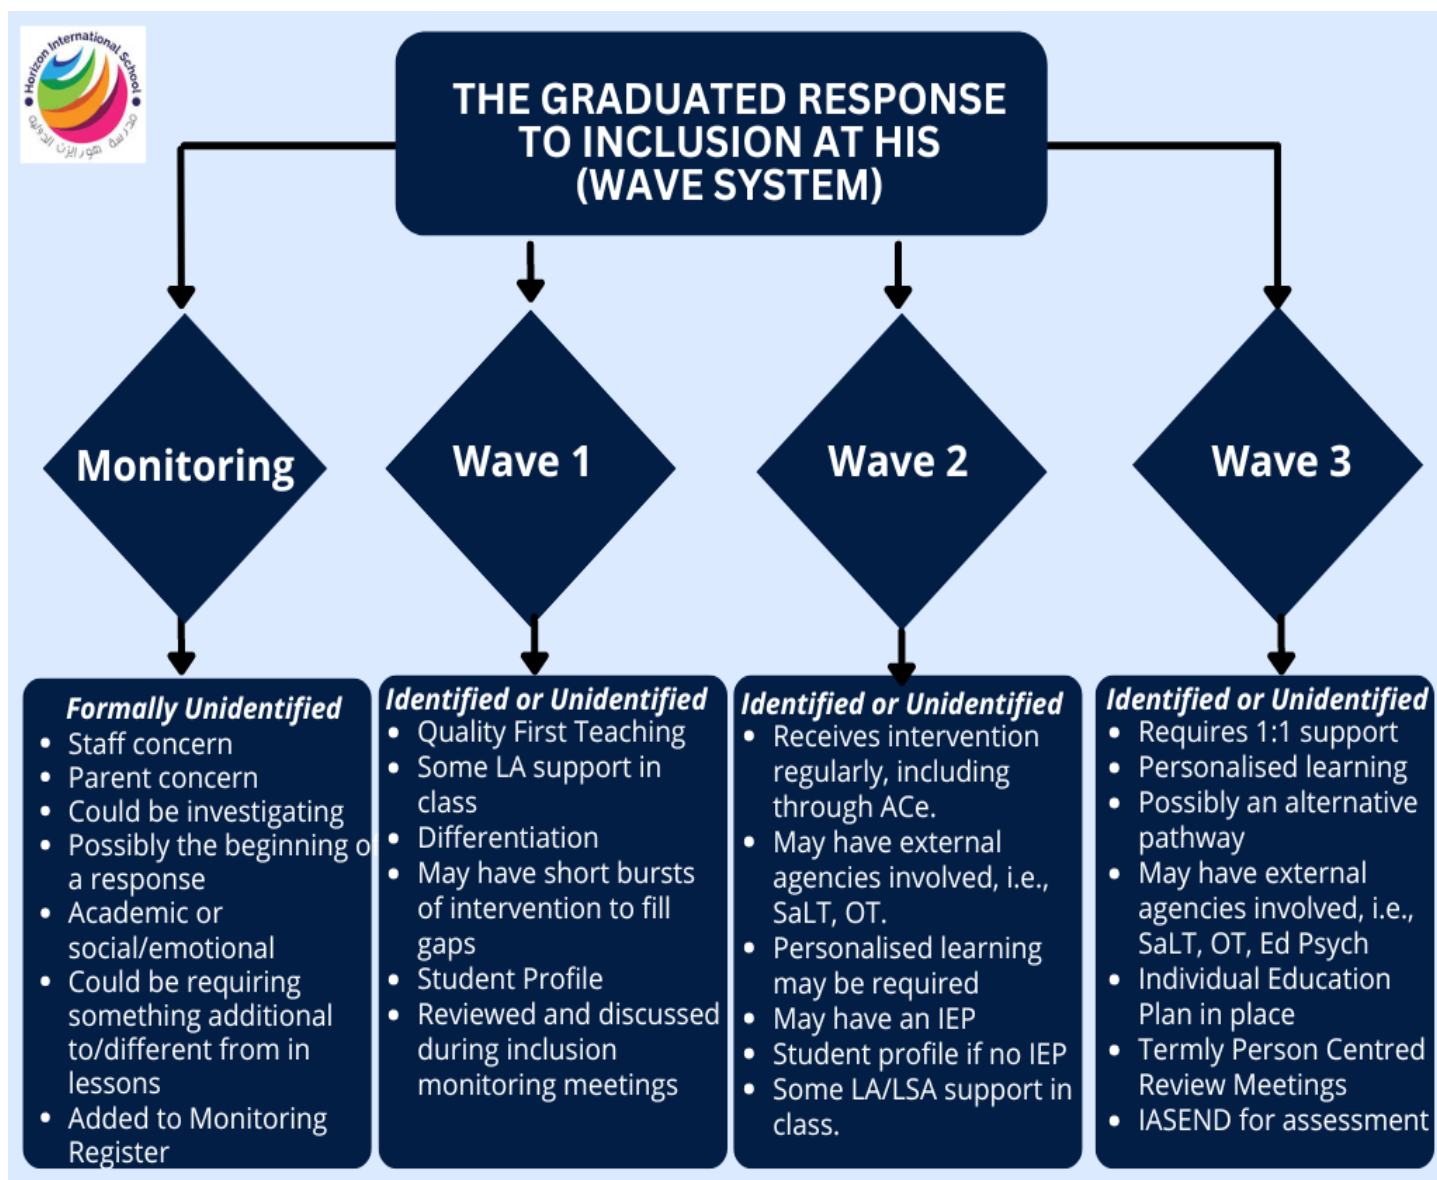 Horizon International School
مدرسة هورايزن الدولية
THE GRADUATED RESPONSE
TO INCLUSION AT HIS
(WAVE SYSTEM)
Monitoring
Wave 1
Wave 2
Wave 3
Formally Unidentified
• Staff concern
• Parent concern
• Could be investigating
• Possibly the beginning of
a response
• Academic or
social/emotional
• Could be requiring
something additional
to/different from in
lessons
• Added to Monitoring
Register
Identified or Unidentified
• Quality First Teaching
• Some LA support in
class
• Differentiation
• May have short bursts
of intervention to fill
gaps
• Student Profile
• Reviewed and discussed
during inclusion
monitoring meetings
Identified or Unidentified
• Receives intervention
regularly, including
through ACe.
• May have external
agencies involved, i.e.,
SaLT, OT.
• Personalised learning
may be required
• May have an IEP
• Student profile if no IEP
• Some LA/LSA support in
class.
Identified or Unidentified
• Requires 1:1 support
• Personalised learning
• Possibly an alternative
pathway
• May have external
agencies involved, i.e.,
SaLT, OT, Ed Psych
• Individual Education
Plan in place
• Termly Person Centred
Review Meetings
• IASEND for assessment